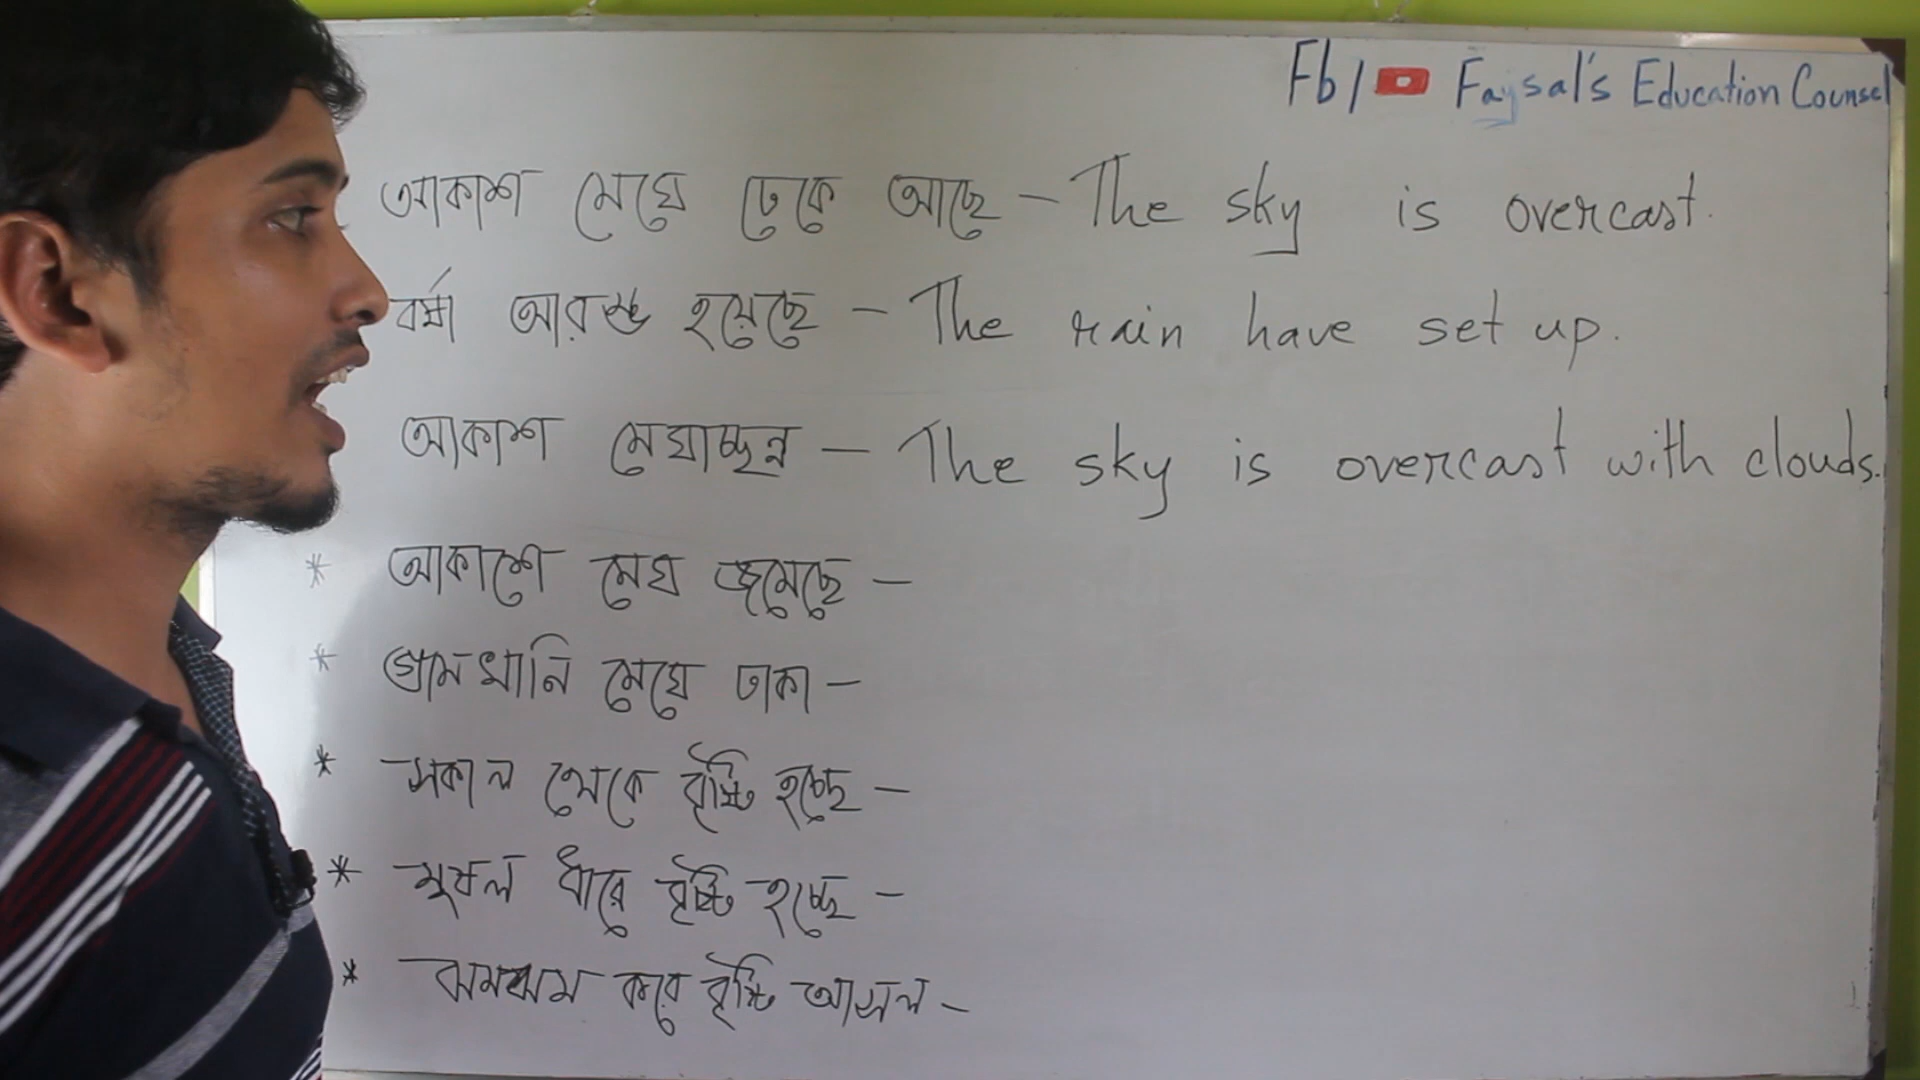 Fb / Faysal's Education Counsel
আকাশ মেঘে ঢেকে আছে - The sky is overcast.
বর্ষা আরম্ভ হয়েছে - The rain have set up.
আকাশ মেঘাচ্ছন্ন - The sky is overcast with clouds.
* আকাশে মেঘ জমেছে -
* গ্রামখানি মেঘে ঢাকা -
* সকাল থেকে বৃষ্টি হচ্ছে -
* মুষল ধারে বৃষ্টি হচ্ছে -
* ঝমঝম করে বৃষ্টি আসল -